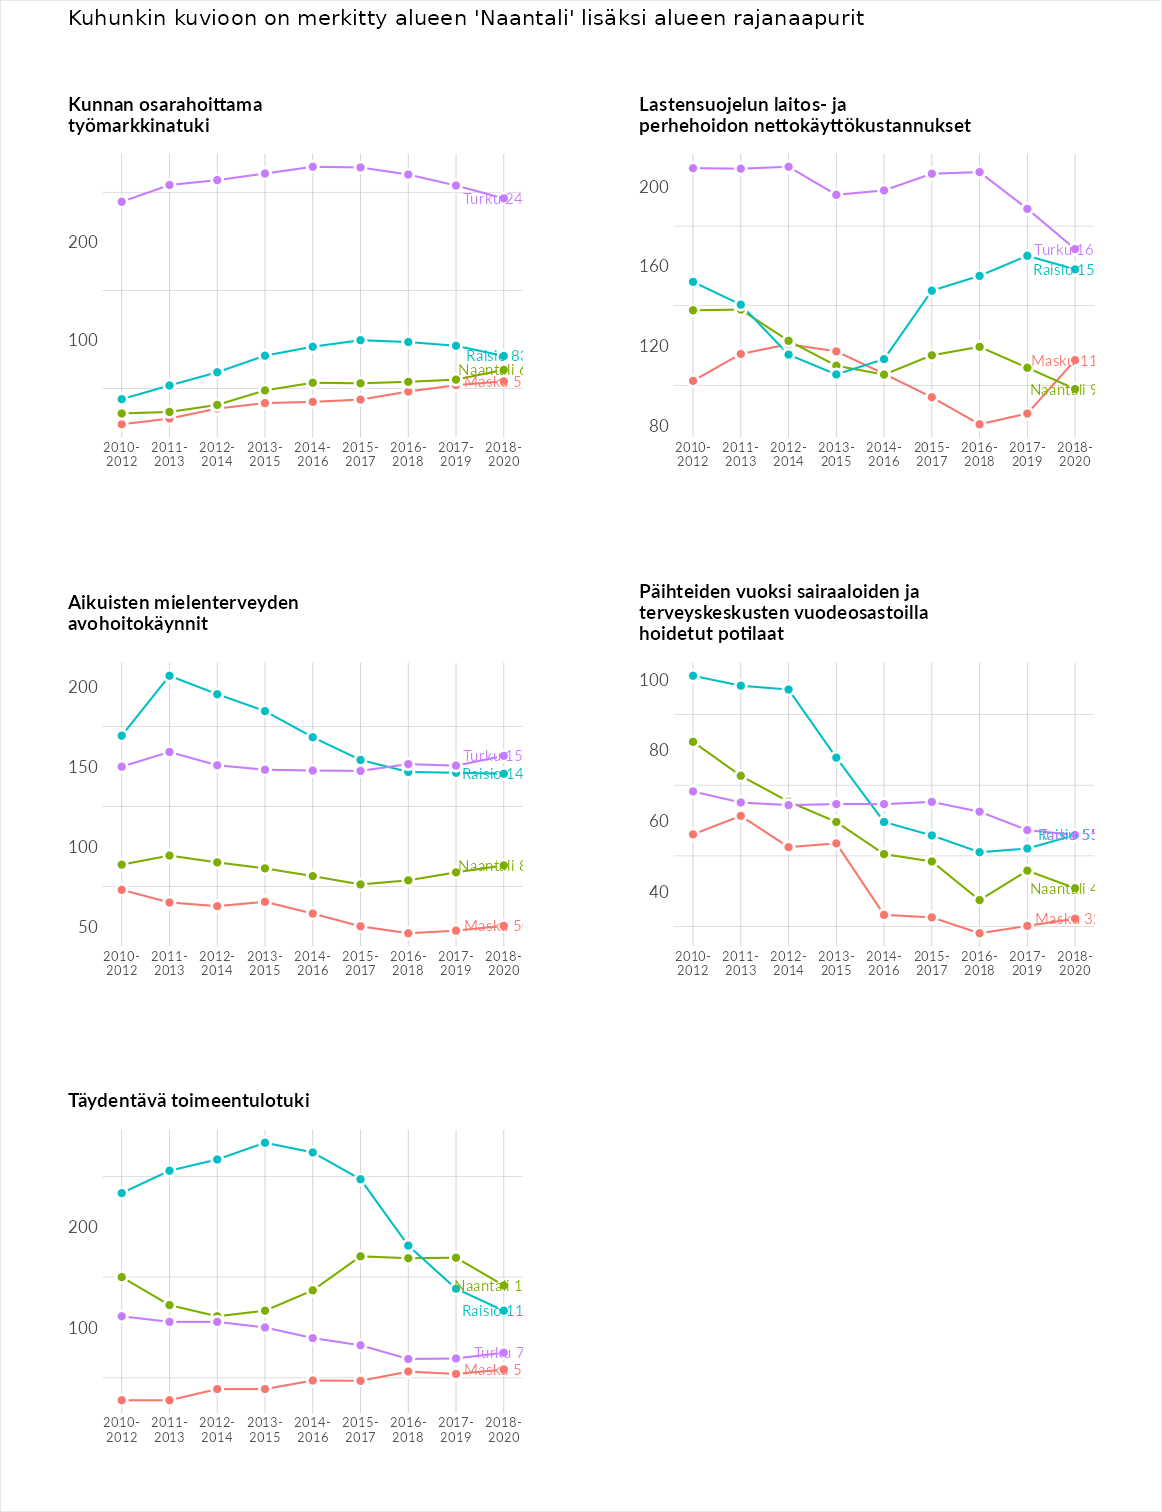 Kuhunkin kuvioon on merkitty alueen 'Naantali' lisäksi alueen rajanaapurit
Kunnan osarahoittama
työmarkkinatuki
200
100
Turku 24
Raisio 83
Naantali 6
Masku 5
2010- 2011- 2012- 2013- 2014- 2015- 2016- 2017- 2018-
2012 2013 2014 2015 2016 2017 2018 2019 2020
Lastensuojelun laitos- ja
perhehoidon nettokäyttökustannukset
200
160
120
80
Turku 16
Raisio 15
Masku 11
Naantali 9
2010- 2011- 2012- 2013- 2014- 2015- 2016- 2017- 2018-
2012 2013 2014 2015 2016 2017 2018 2019 2020
Aikuisten mielenterveyden
avohoitokäynnit
200
150
100
50
Turku 15
Raisio 14
Naantali 8
Masku 50
2010- 2011- 2012- 2013- 2014- 2015- 2016- 2017- 2018-
2012 2013 2014 2015 2016 2017 2018 2019 2020
Päihteiden vuoksi sairaaloiden ja
terveyskeskusten vuodeosastoilla
hoidetut potilaat
100
80
60
40
Raisio 55
Naantali 4
Masku 32
2010- 2011- 2012- 2013- 2014- 2015- 2016- 2017- 2018-
2012 2013 2014 2015 2016 2017 2018 2019 2020
Täydentävä toimeentulotuki
200
100
Naantali 1
Raisio 11
Turku 7
Masku 5
2010- 2011- 2012- 2013- 2014- 2015- 2016- 2017- 2018-
2012 2013 2014 2015 2016 2017 2018 2019 2020